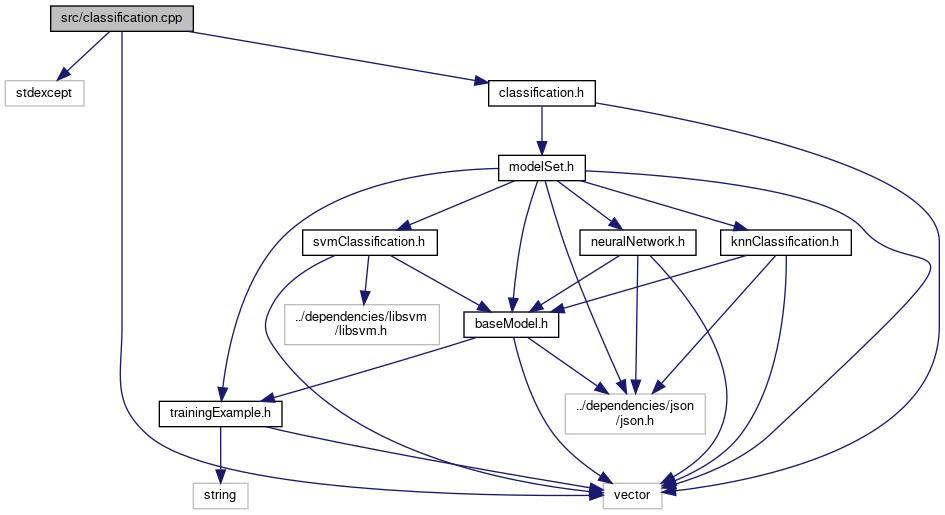 src/classification.cpp
stdexcept
classification.h
modelSet.h
svmClassification.h
neuralNetwork.h
knnClassification.h
../dependencies/libsvm
/libsvm.h
baseModel.h
../dependencies/json
/json.h
trainingExample.h
string
vector